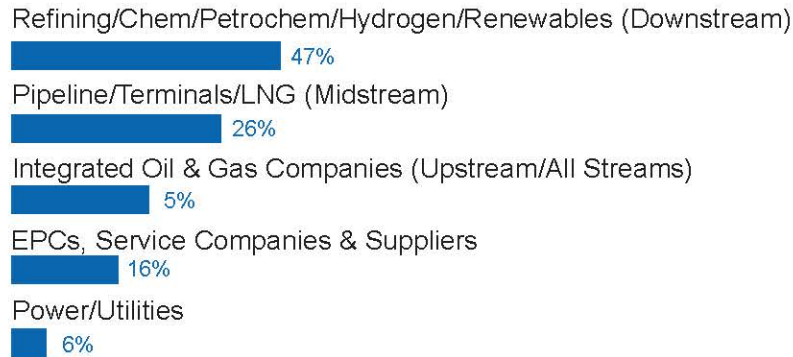 Refining/Chem/Petrochem/Hydrogen/Renewables (Downstream)
47%
Pipeline/Terminals/LNG (Midstream)
26%
Integrated Oil & Gas Companies (Upstream/All Streams)
5%
EPCs, Service Companies & Suppliers
16%
Power/Utilities
6%